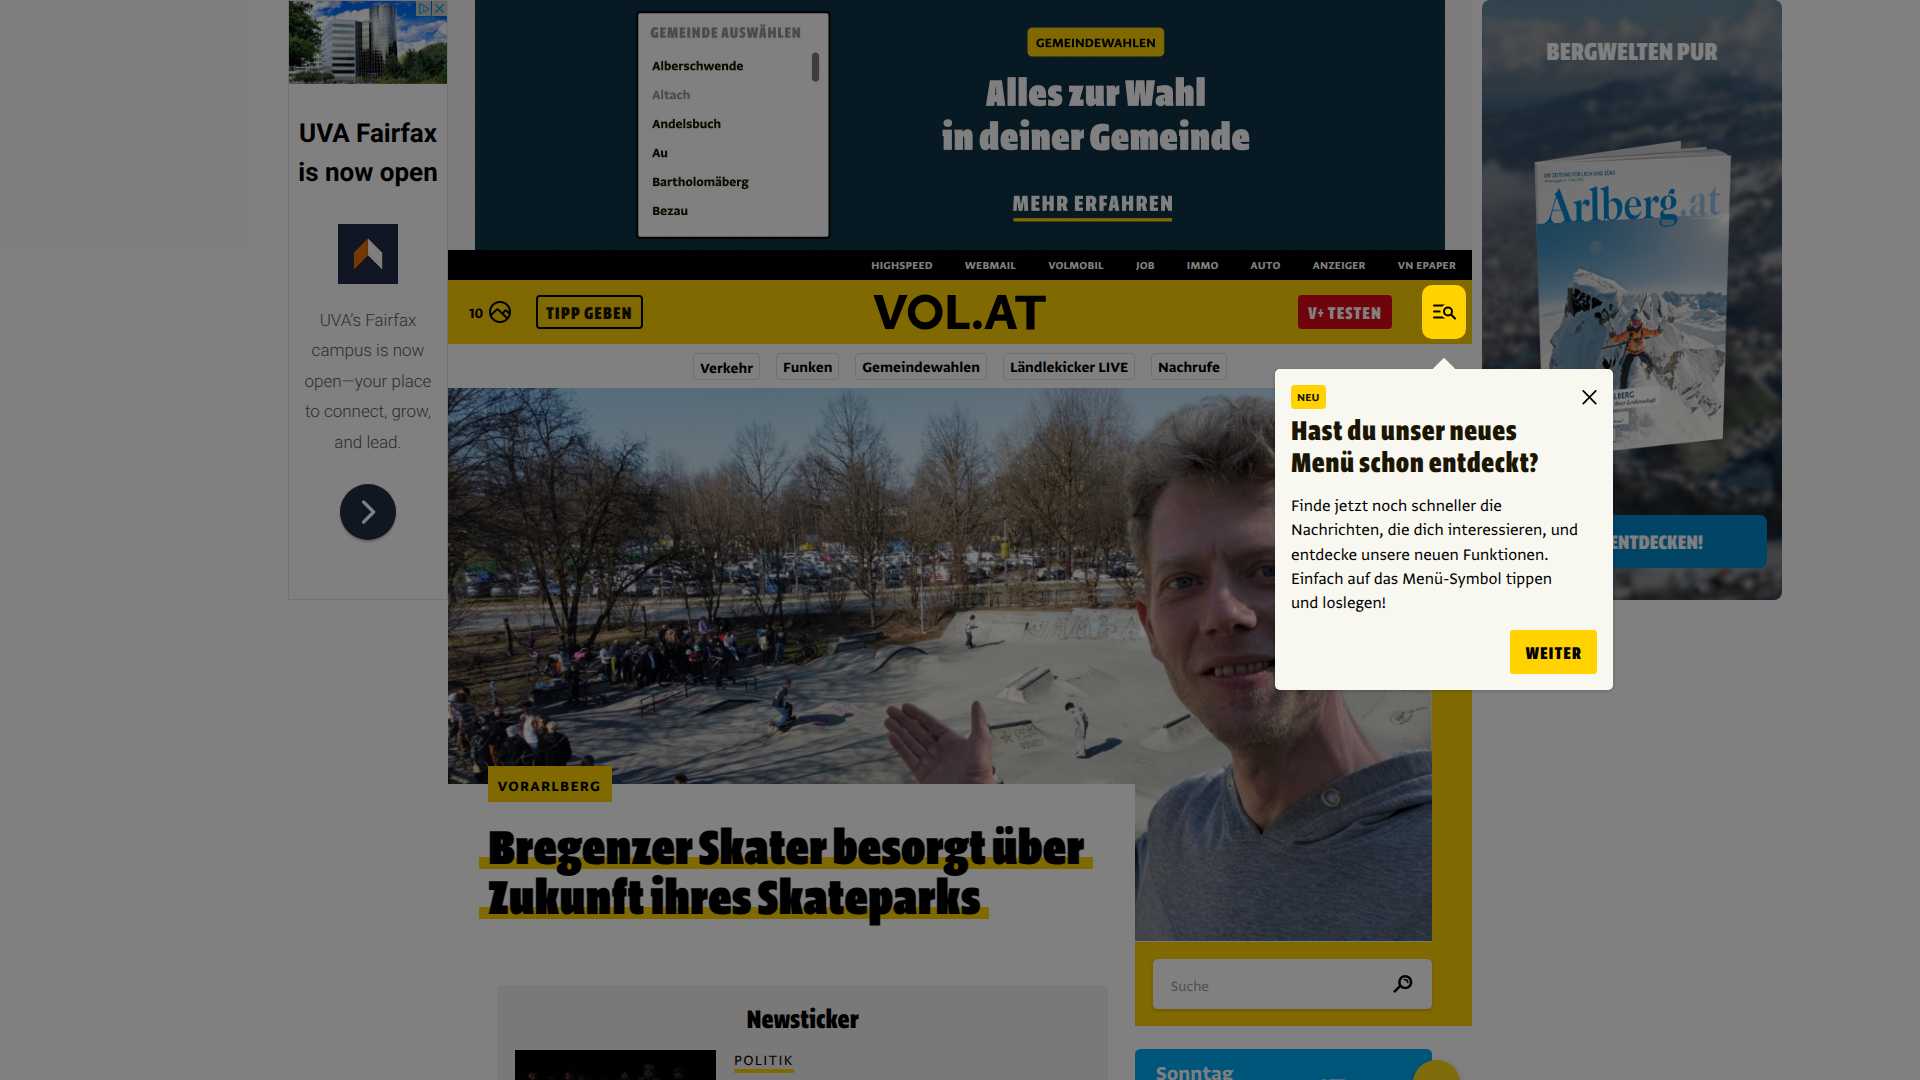 UVA Fairfax
is now open
UVA's Fairfax
campus is now
open—your place
to connect, grow,
and lead.
GEMEINDE AUSWÄHLEN
Alberschwende
Altach
Andelsbuch
Au
Bartholomäberg
Bezau
GEMEINDEWAHLEN
Alles zur Wahl
in deiner Gemeinde
MEHR ERFAHREN
BERGWELTEN PUR
Arlberg.at
ENTDECKEN!
HIGHSPEED WEBMAIL VOLMOBIL JOB IMMO AUTO ANZEIGER VN EPAPER
10 TIPP GEBEN VOL.AT V+ TESTEN
Verkehr Funken Gemeindewahlen Ländlekicker LIVE Nachrufe
NEU
Hast du unser neues
Menü schon entdeckt?
Finde jetzt noch schneller die
Nachrichten, die dich interessieren, und
entdecke unsere neuen Funktionen.
Einfach auf das Menü-Symbol tippen
und loslegen!
WEITER
VORARLBERG
Bregenzer Skater besorgt über
Zukunft ihres Skateparks
Suche
Newsticker
POLITIK
Sonntag